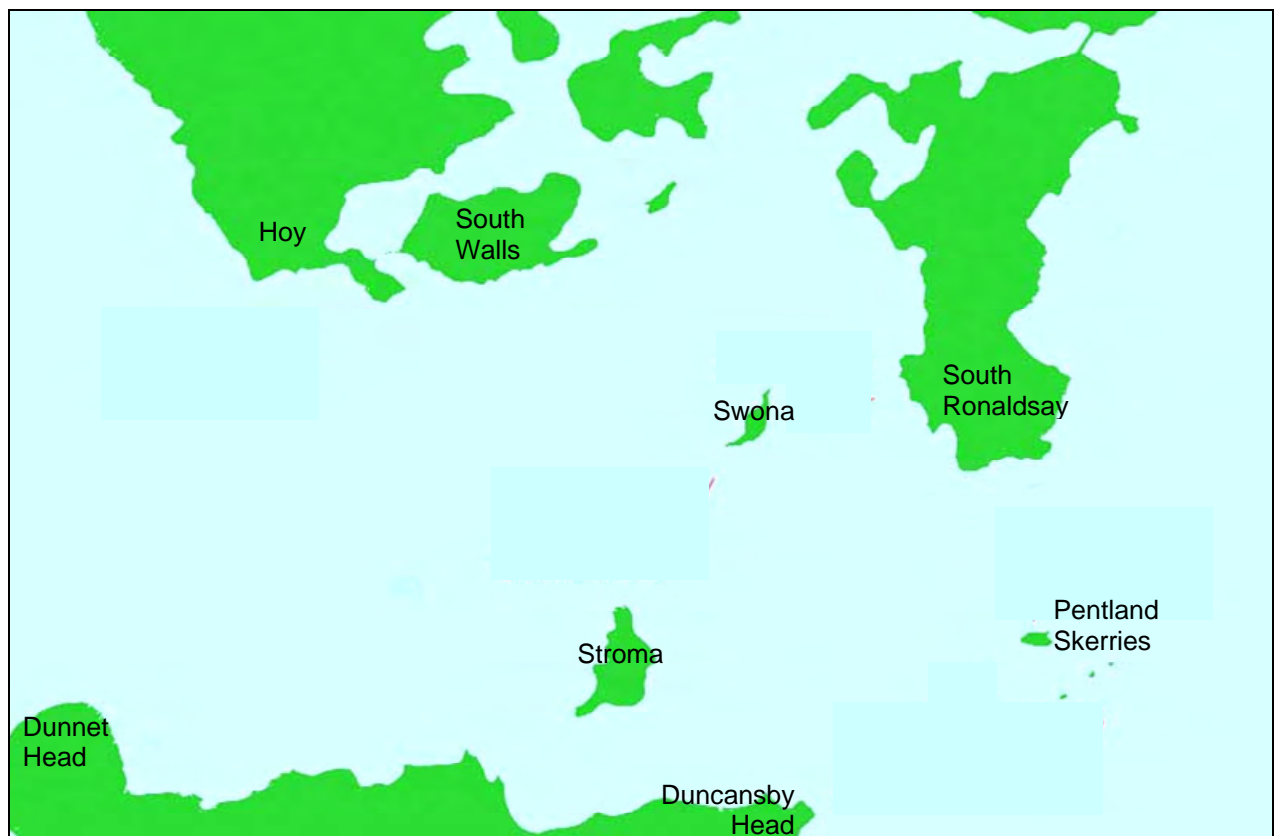 Hoy
South
Walls
South
Ronaldsay
Swona
Pentland
Skerries
Stroma
Dunnet
Head
Duncansby
Head